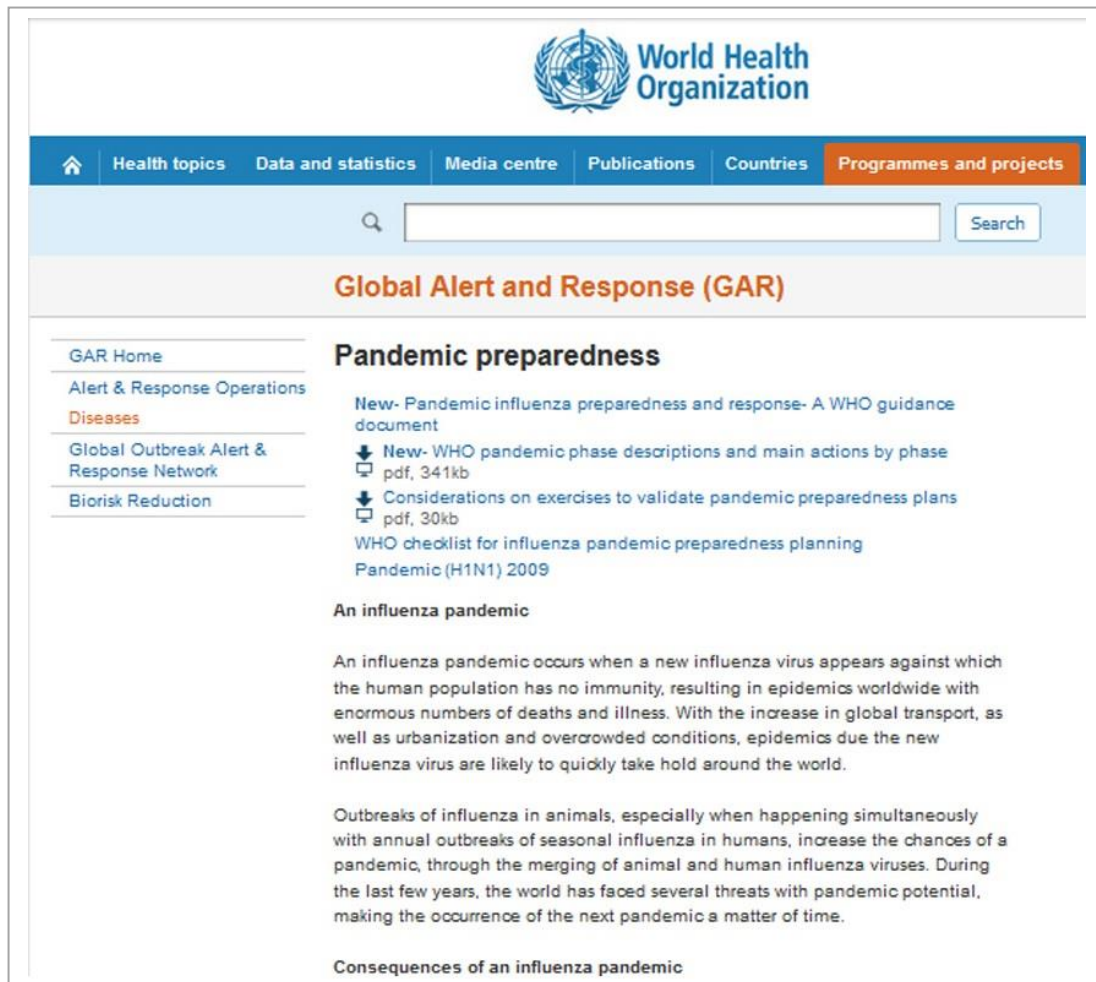 World Health
Organization
Health topics
Data and statistics
Media centre
Publications
Countries
Programmes and projects
Search
Global Alert and Response (GAR)
GAR Home
Alert & Response Operations
Diseases
Global Outbreak Alert &
Response Network
Biorisk Reduction
Pandemic preparedness
New- Pandemic influenza preparedness and response- A WHO guidance
document
New- WHO pandemic phase descriptions and main actions by phase
pdf, 341kb
Considerations on exercises to validate pandemic preparedness plans
pdf, 30kb
WHO checklist for influenza pandemic preparedness planning
Pandemic (H1N1) 2009
An influenza pandemic
An influenza pandemic occurs when a new influenza virus appears against which
the human population has no immunity, resulting in epidemics worldwide with
enormous numbers of deaths and illness. With the increase in global transport, as
well as urbanization and overcrowded conditions, epidemics due the new
influenza virus are likely to quickly take hold around the world.
Outbreaks of influenza in animals, especially when happening simultaneously
with annual outbreaks of seasonal influenza in humans, increase the chances of a
pandemic, through the merging of animal and human influenza viruses. During
the last few years, the world has faced several threats with pandemic potential,
making the occurrence of the next pandemic a matter of time.
Consequences of an influenza pandemic